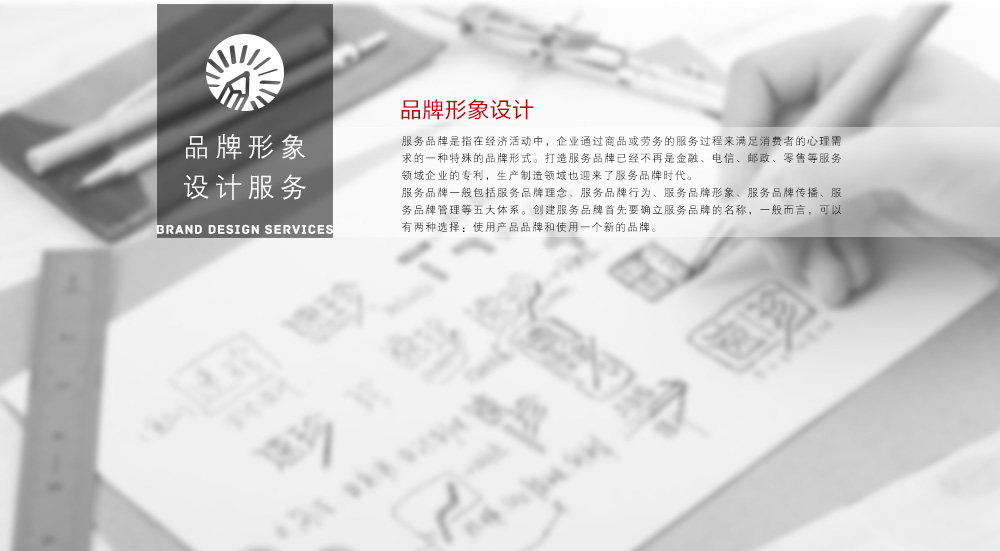 品牌形象
设计服务
BRAND DESIGN SERVICES
品牌形象设计
服务品牌是指在经济活动中，企业通过商品或劳务的服务过程来满足消费者的心理需
求的一种特殊的品牌形式。打造服务品牌已经不再是金融、电信、邮政、零售等服务
领域企业的专利，生产制造领域也迎来了服务品牌时代。
服务品牌一般包括服务品牌理念、服务品牌行为、服务品牌形象、服务品牌传播、服
务品牌管理等五大体系。创建服务品牌首先要确立服务品牌的名称，一般而言，可以
有两种选择：使用产品品牌和使用一个新的品牌。